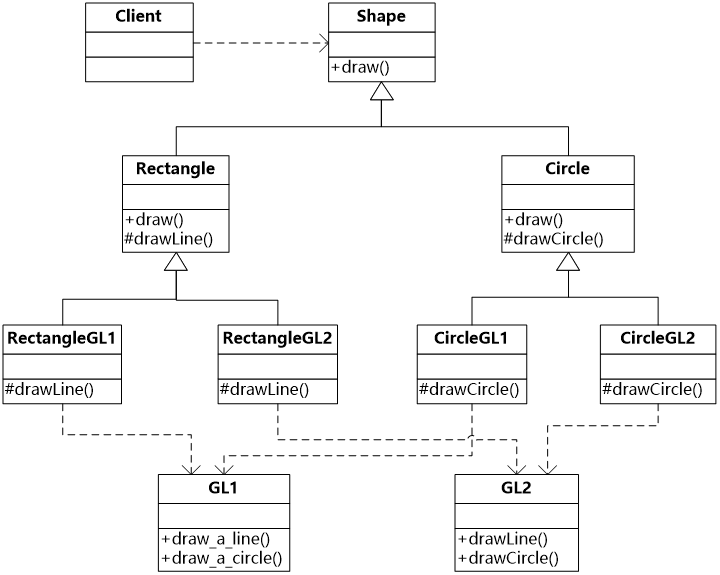 Client
Shape
+draw()
Rectangle
+draw()
#drawLine()
Circle
+draw()
#drawCircle()
RectangleGL1
#drawLine()
RectangleGL2
#drawLine()
CircleGL1
#drawCircle()
CircleGL2
#drawCircle()
GL1
+draw_a_line()
+draw_a_circle()
GL2
+drawLine()
+drawCircle()